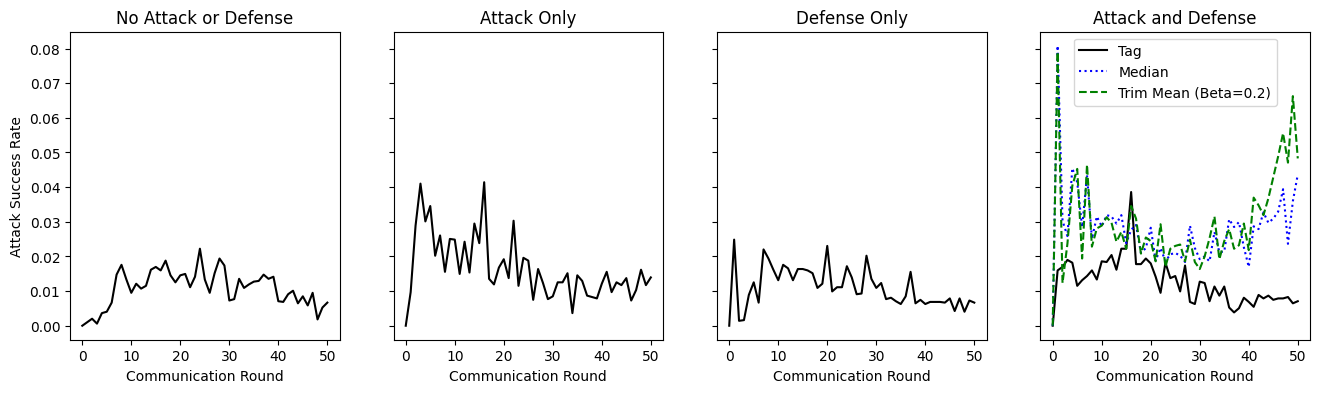 No Attack or Defense
Attack Only
Defense Only
Attack and Defense
Attack Success Rate
0.08
0.07
0.06
0.05
0.04
0.03
0.02
0.01
0.00
Tag
Median
Trim Mean (Beta=0.2)
0 10 20 30 40 50
0 10 20 30 40 50
0 10 20 30 40 50
0 10 20 30 40 50
Communication Round
Communication Round
Communication Round
Communication Round